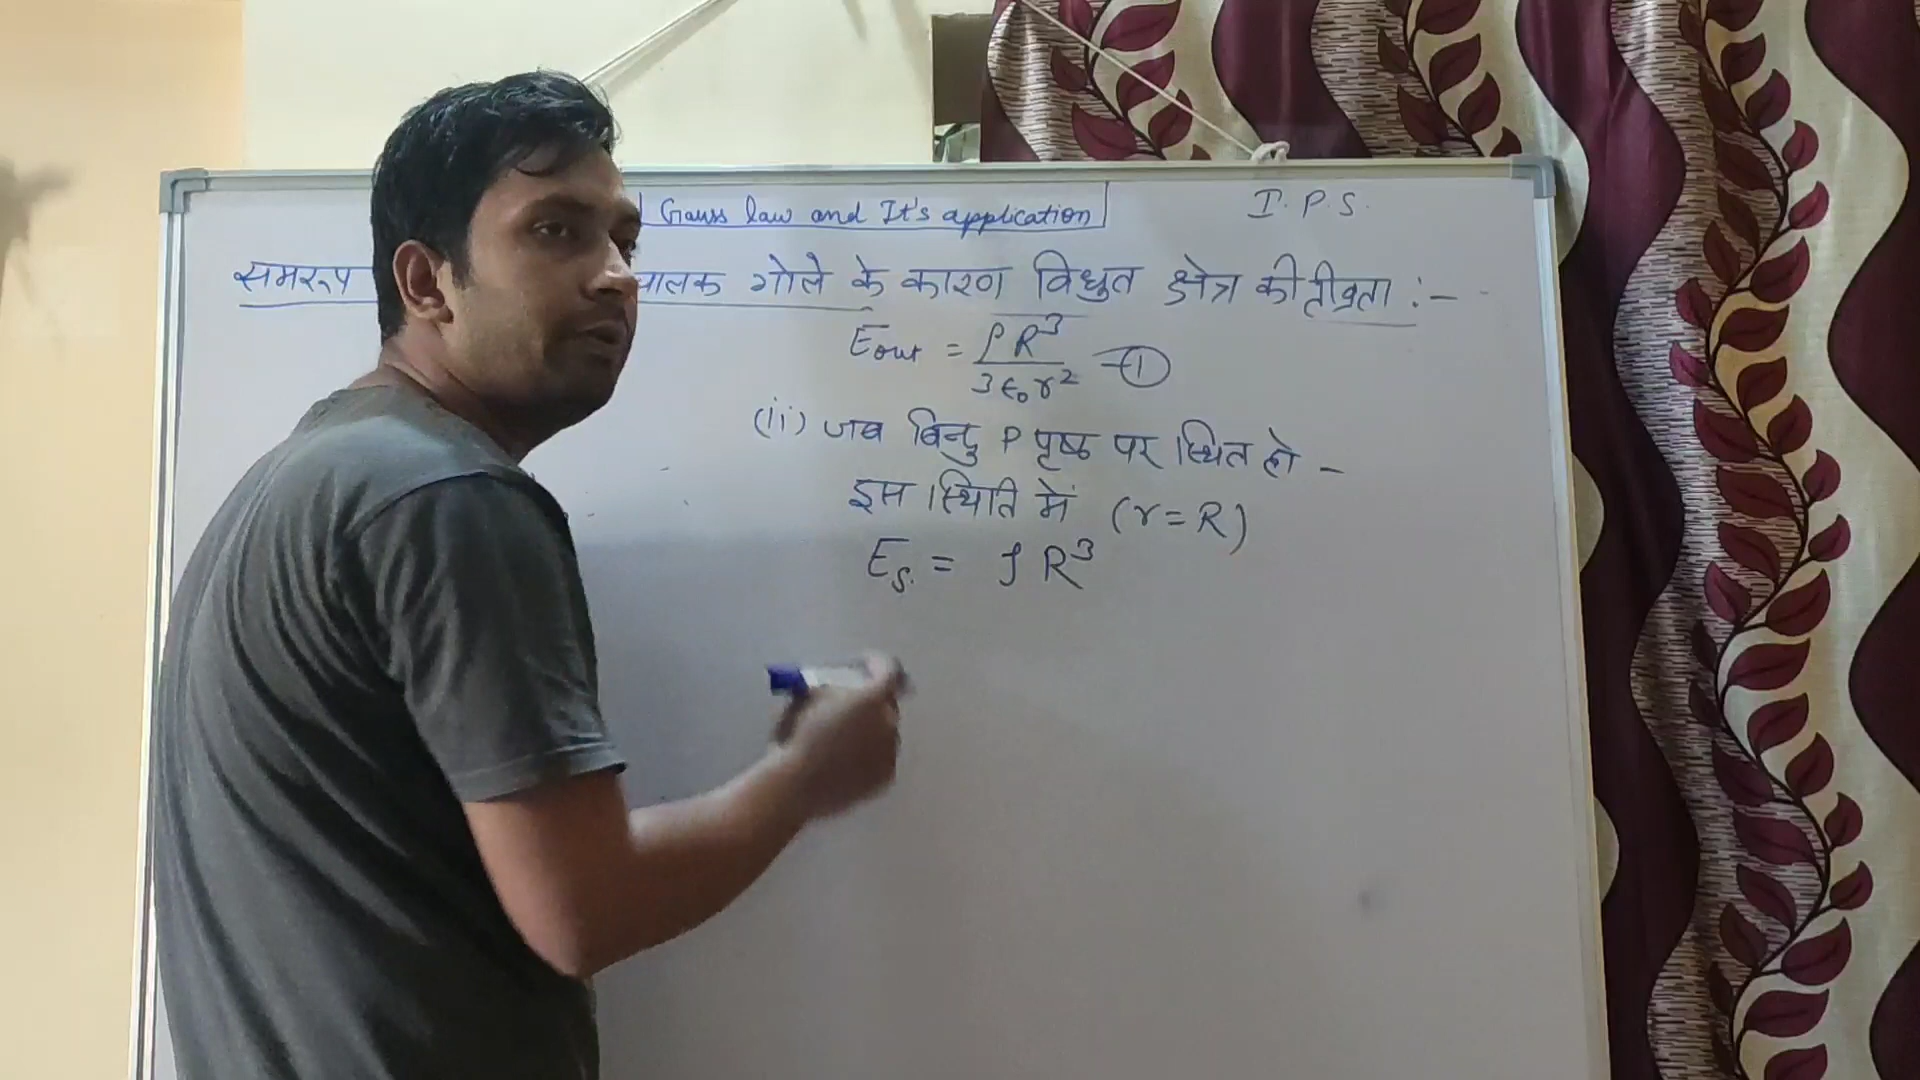 Gauss law and It's application
I. P. S.
समरूप चालक गोले के कारण विधुत क्षेत्र की तीव्रता :-
Eout = ρR³ / 3ϵ₀r² -①
(ii) जब बिन्दु P पृष्ठ पर स्थित हो -
इस स्थिति में (r = R)
Es. = ρR³